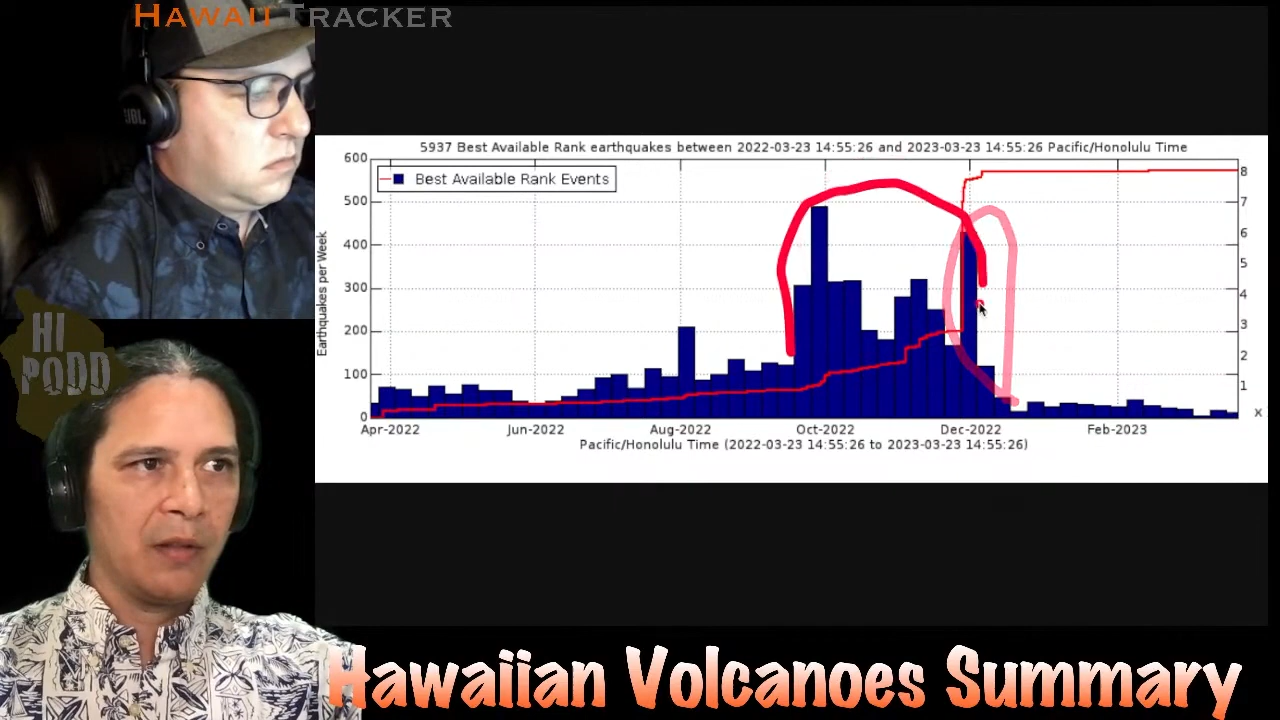 HAWAII TRACKER
JBL
HI
PODD
5937 Best Available Rank earthquakes between 2022-03-23 14:55:26 and 2023-03-23 14:55:26 Pacific/Honolulu Time
Best Available Rank Events
Earthquakes per Week
600
500
400
300
200
100
0
8
7
6
5
4
3
2
1
x
Apr-2022 Jun-2022 Aug-2022 Oct-2022 Dec-2022 Feb-2023
Pacific/Honolulu Time (2022-03-23 14:55:26 to 2023-03-23 14:55:26)
Hawaiian Volcanoes Summary